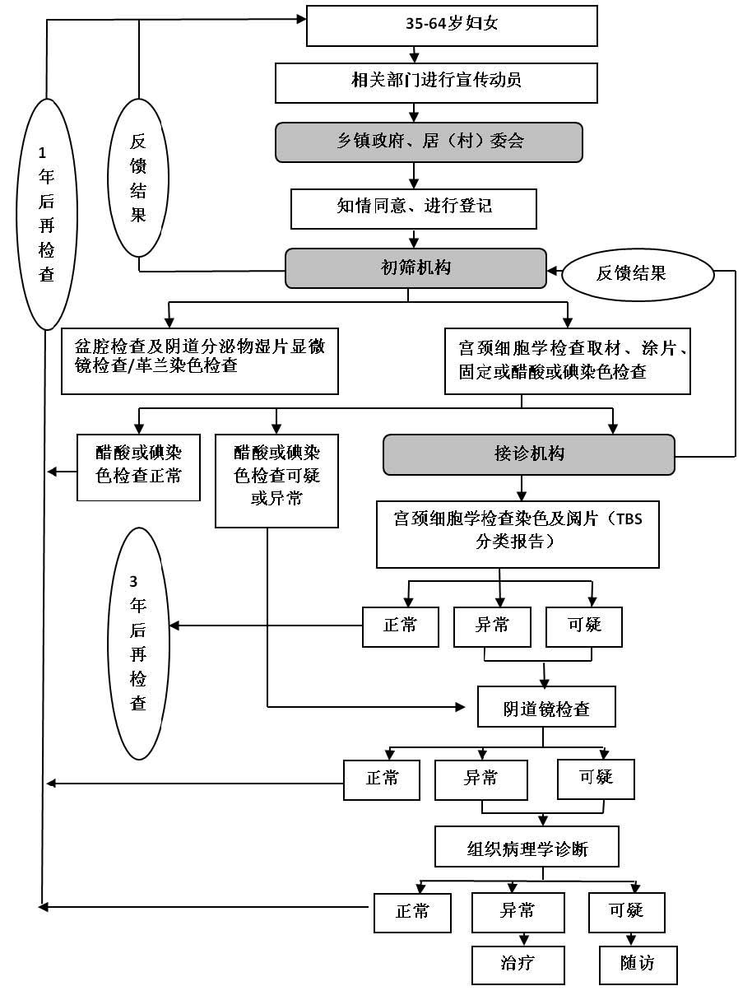 35-64岁妇女
相关部门进行宣传动员
乡镇政府、居（村）委会
知情同意、进行登记
初筛机构
反馈结果
反
馈
结
果
1
年
后
再
检
查
盆腔检查及阴道分泌物湿片显微
镜检查/革兰染色检查
宫颈细胞学检查取材、涂片、
固定或醋酸或碘染色检查
醋酸或碘染
色检查正常
醋酸或碘染
色检查可疑
或异常
接诊机构
宫颈细胞学检查染色及阅片（TBS
分类报告）
3
年
后
再
检
查
正常
异常
可疑
阴道镜检查
正常
异常
可疑
组织病理学诊断
正常
异常
可疑
治疗
随访